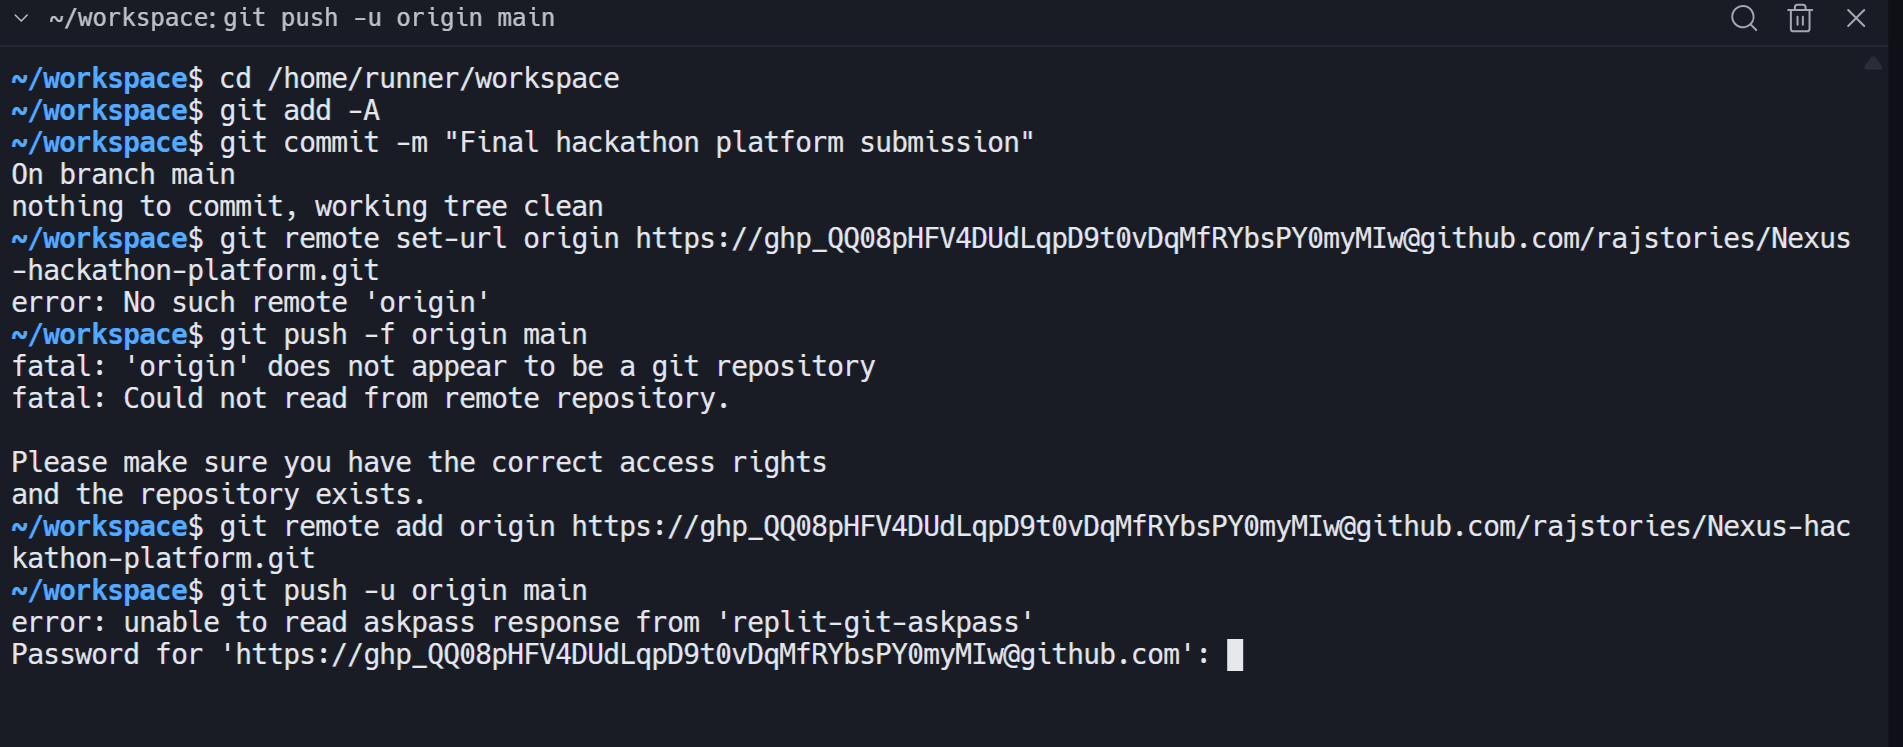 ~/workspace: git push -u origin main
~/workspace$ cd /home/runner/workspace
~/workspace$ git add -A
~/workspace$ git commit -m "Final hackathon platform submission"
On branch main
nothing to commit, working tree clean
~/workspace$ git remote set-url origin https://ghp_QQ08pHFV4DUdLqpD9t0vDqMfRYbsPY0myMIw@github.com/rajstories/Nexus
-hackathon-platform.git
error: No such remote 'origin'
~/workspace$ git push -f origin main
fatal: 'origin' does not appear to be a git repository
fatal: Could not read from remote repository.

Please make sure you have the correct access rights
and the repository exists.
~/workspace$ git remote add origin https://ghp_QQ08pHFV4DUdLqpD9t0vDqMfRYbsPY0myMIw@github.com/rajstories/Nexus-hac
kathon-platform.git
~/workspace$ git push -u origin main
error: unable to read askpass response from 'replit-git-askpass'
Password for 'https://ghp_QQ08pHFV4DUdLqpD9t0vDqMfRYbsPY0myMIw@github.com':